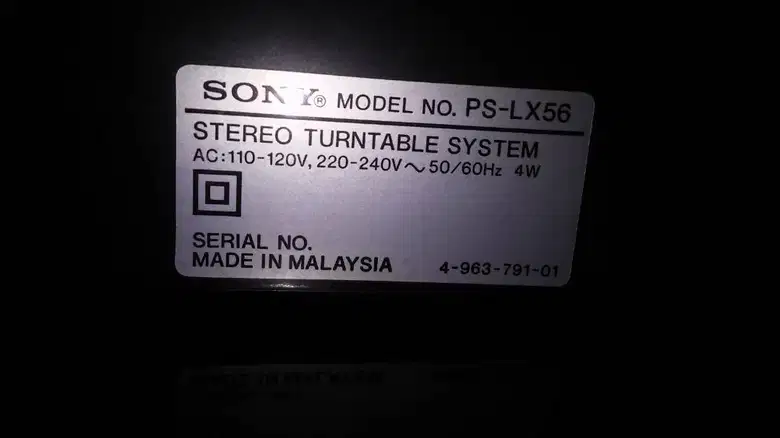 SONY® MODEL NO. PS-LX56
STEREO TURNTABLE SYSTEM
AC:110-120V, 220-240V ~ 50/60Hz 4W
SERIAL NO.
MADE IN MALAYSIA 4-963-791-01